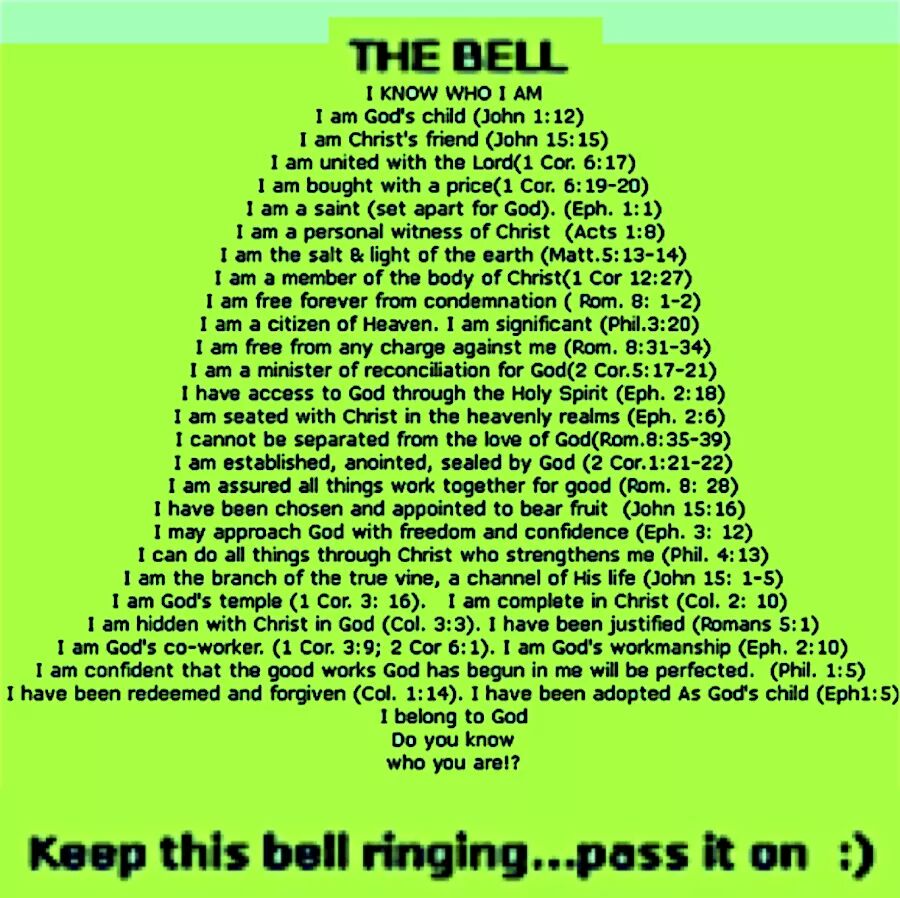 THE BELL
I KNOW WHO I AM
I am God's child (John 1:12)
I am Christ's friend (John 15:15)
I am united with the Lord(1 Cor. 6:17)
I am bought with a price(1 Cor. 6:19-20)
I am a saint (set apart for God). (Eph. 1:1)
I am a personal witness of Christ (Acts 1:8)
I am the salt & light of the earth (Matt.5:13-14)
I am a member of the body of Christ(1 Cor 12:27)
I am free forever from condemnation ( Rom. 8: 1-2)
I am a citizen of Heaven. I am significant (Phil.3:20)
I am free from any charge against me (Rom. 8:31-34)
I am a minister of reconciliation for God(2 Cor.5:17-21)
I have access to God through the Holy Spirit (Eph. 2:18)
I am seated with Christ in the heavenly realms (Eph. 2:6)
I cannot be separated from the love of God(Rom.8:35-39)
I am established, anointed, sealed by God (2 Cor.1:21-22)
I am assured all things work together for good (Rom. 8: 28)
I have been chosen and appointed to bear fruit (John 15:16)
I may approach God with freedom and confidence (Eph. 3: 12)
I can do all things through Christ who strengthens me (Phil. 4:13)
I am the branch of the true vine, a channel of His life (John 15: 1-5)
I am God's temple (1 Cor. 3: 16). I am complete in Christ (Col. 2: 10)
I am hidden with Christ in God (Col. 3:3). I have been justified (Romans 5:1)
I am God's co-worker. (1 Cor. 3:9; 2 Cor 6:1). I am God's workmanship (Eph. 2:10)
I am confident that the good works God has begun in me will be perfected. (Phil. 1:5)
I have been redeemed and forgiven (Col. 1:14). I have been adopted As God's child (Eph1:5)
I belong to God
Do you know
who you are!?
Keep this bell ringing...pass it on :)